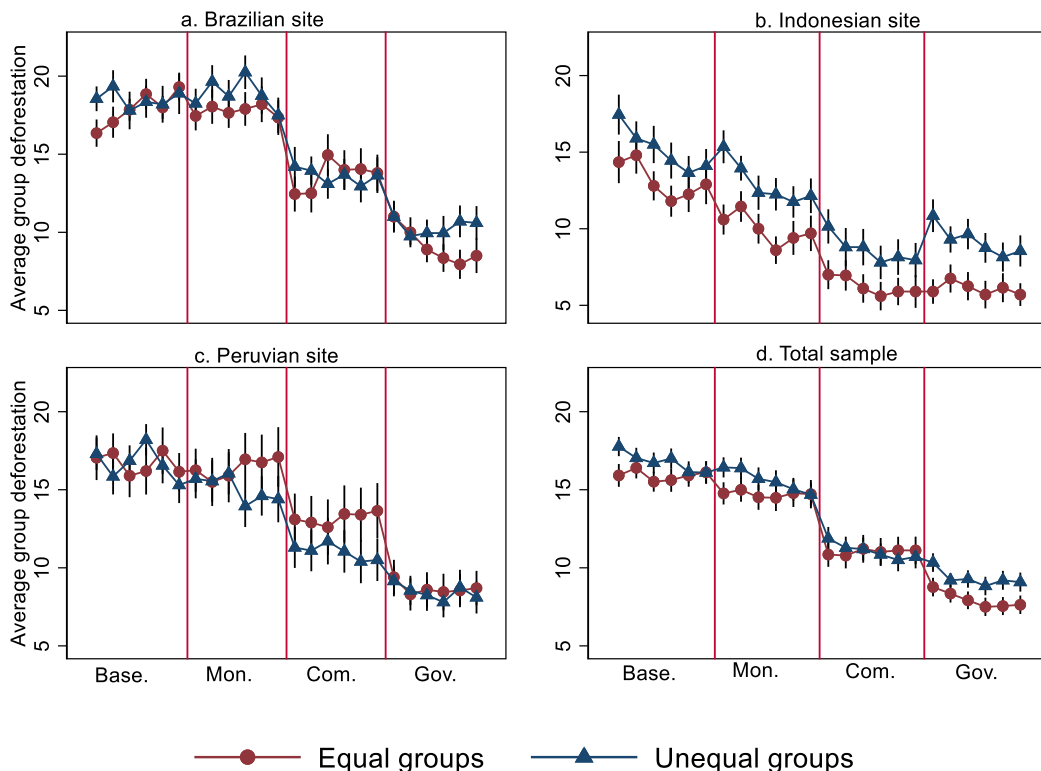 a. Brazilian site
b. Indonesian site
Average group deforestation
20
15
10
5
20
15
10
5
c. Peruvian site
d. Total sample
Average group deforestation
20
15
10
5
20
15
10
5
Base. Mon. Com. Gov.
Base. Mon. Com. Gov.
Equal groups Unequal groups